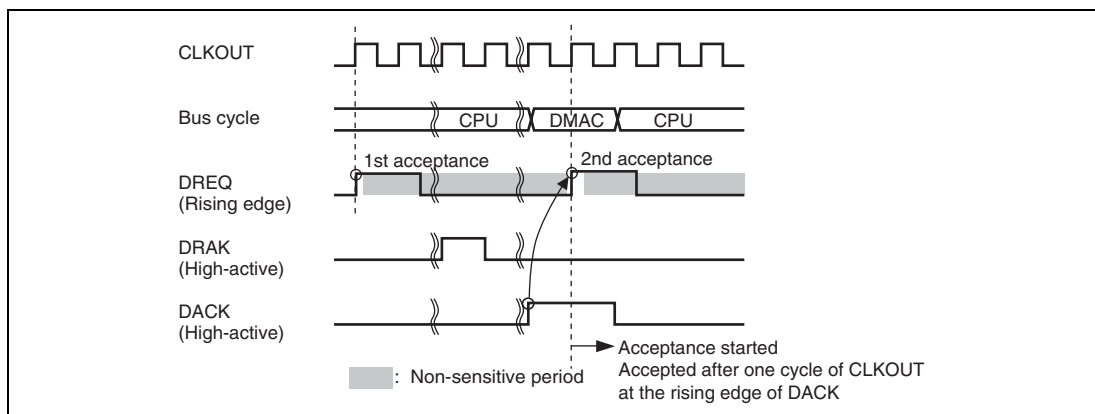 CLKOUT
Bus cycle
CPU
DMAC
CPU
1st acceptance
2nd acceptance
DREQ
(Rising edge)
DRAK
(High-active)
DACK
(High-active)
Acceptance started
: Non-sensitive period
Accepted after one cycle of CLKOUT
at the rising edge of DACK